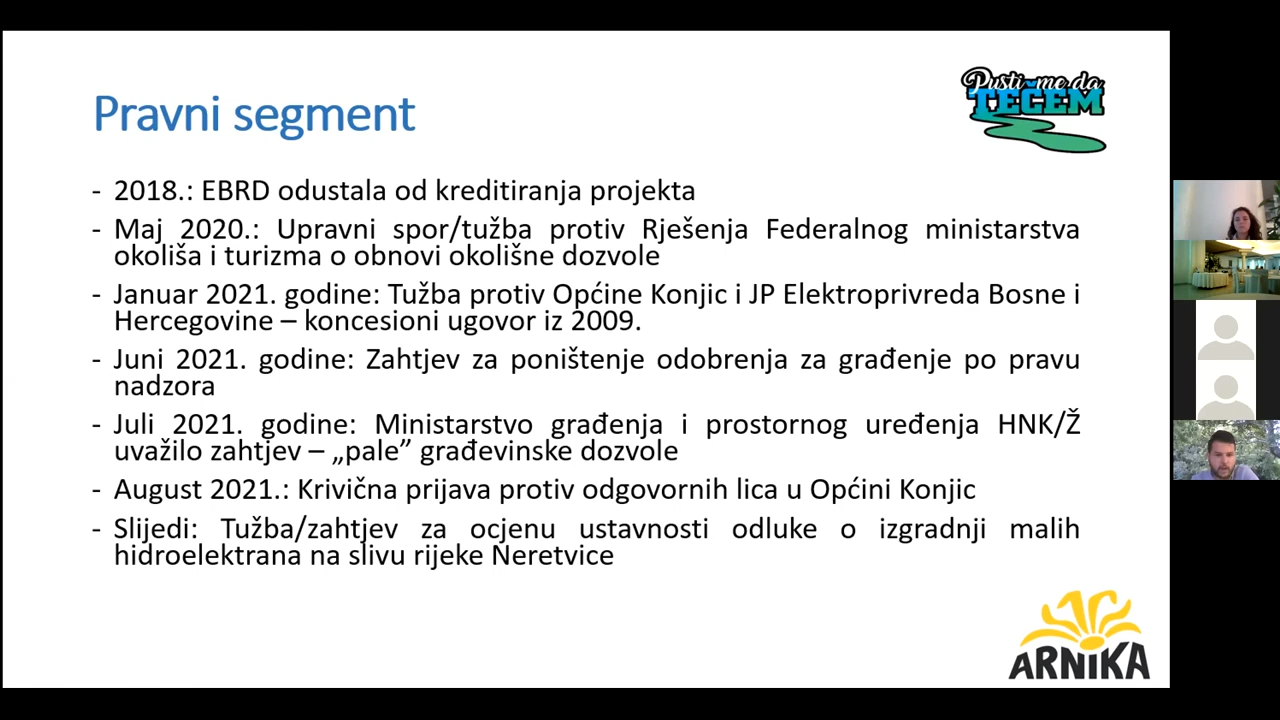 Pusti me da
TEČEM
Pravni segment
- 2018.: EBRD odustala od kreditiranja projekta
- Maj 2020.: Upravni spor/tužba protiv Rješenja Federalnog ministarstva
okoliša i turizma o obnovi okolišne dozvole
- Januar 2021. godine: Tužba protiv Općine Konjic i JP Elektroprivreda Bosne i
Hercegovine – koncesioni ugovor iz 2009.
- Juni 2021. godine: Zahtjev za poništenje odobrenja za građenje po pravu
nadzora
- Juli 2021. godine: Ministarstvo građenja i prostornog uređenja HNK/Ž
uvažilo zahtjev – „pale” građevinske dozvole
- August 2021.: Krivična prijava protiv odgovornih lica u Općini Konjic
- Slijedi: Tužba/zahtjev za ocjenu ustavnosti odluke o izgradnji malih
hidroelektrana na slivu rijeke Neretvice
ARNIKA